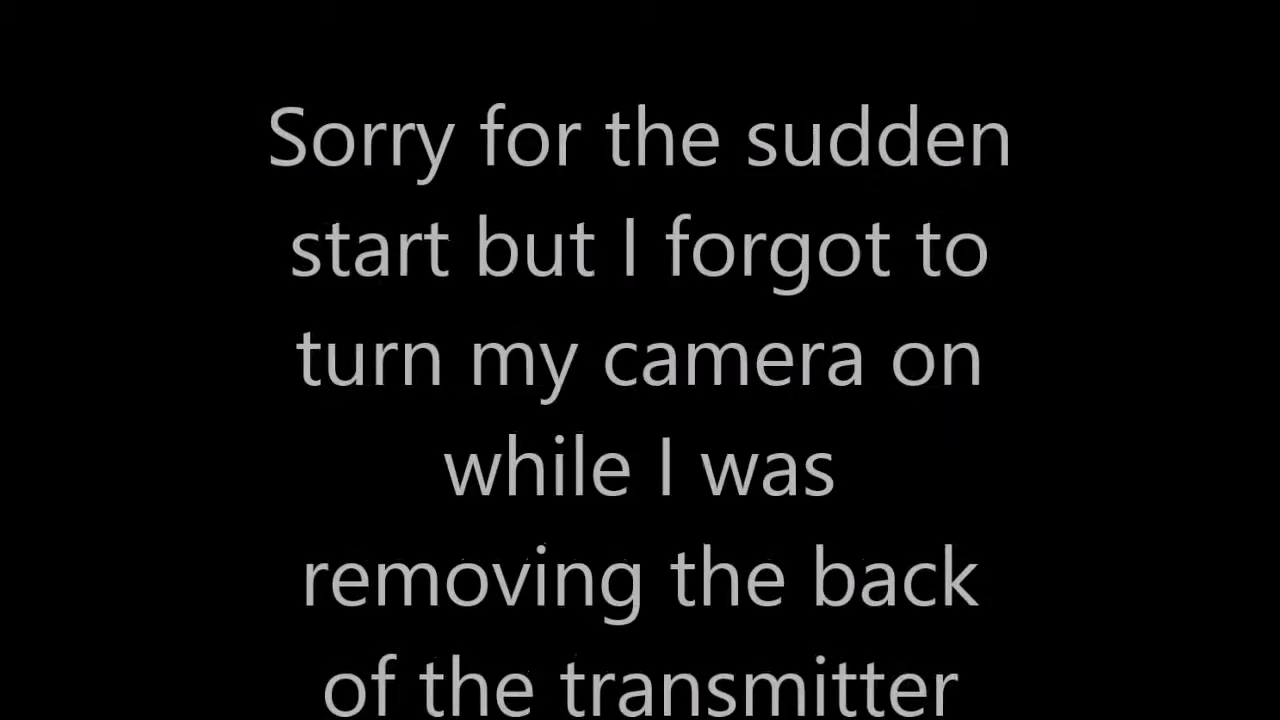 Sorry for the sudden
start but I forgot to
turn my camera on
while I was
removing the back
of the transmitter